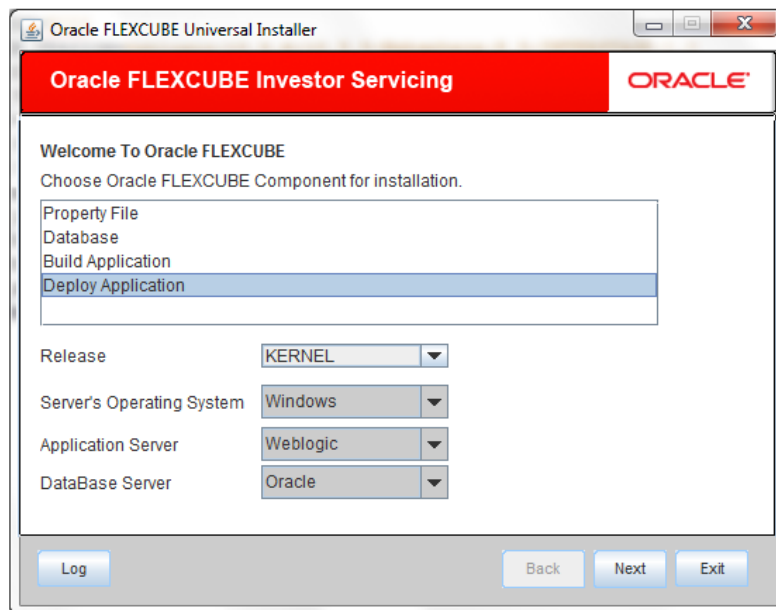 Oracle FLEXCUBE Universal Installer
Oracle FLEXCUBE Investor Servicing ORACLE
Welcome To Oracle FLEXCUBE
Choose Oracle FLEXCUBE Component for installation.
Property File
Database
Build Application
Deploy Application
Release KERNEL
Server's Operating System Windows
Application Server Weblogic
DataBase Server Oracle
Log Back Next Exit